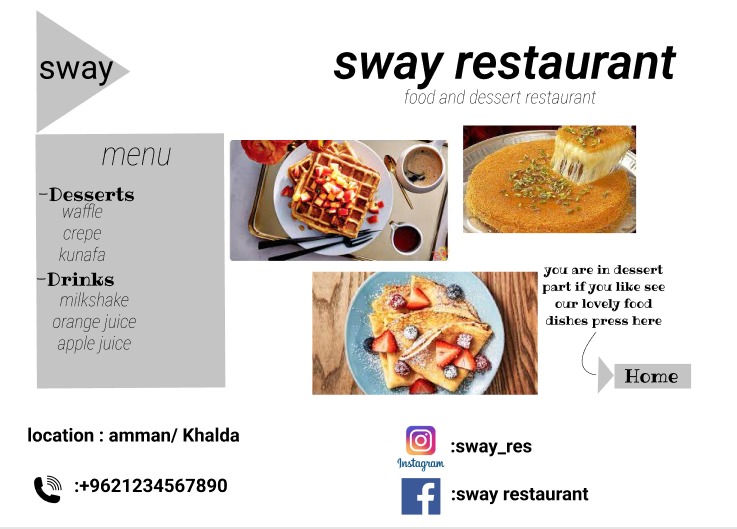 sway
sway restaurant
food and dessert restaurant
menu
-Desserts
waffle
crepe
kunafa
-Drinks
milkshake
orange juice
apple juice
you are in dessert
part if you like see
our lovely food
dishes press here
Home
location : amman/ Khalda
:+9621234567890
Instagram
:sway_res
:sway restaurant